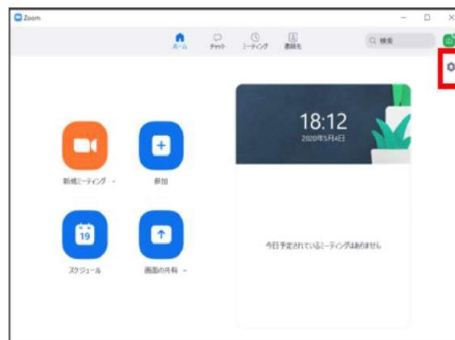 Zoom
ホーム
チャット
ミーティング
連絡先
検索
18:12
2020年5月4日
新規ミーティング
参加
19
スケジュール
画面の共有
今日予定されているミーティングはありません